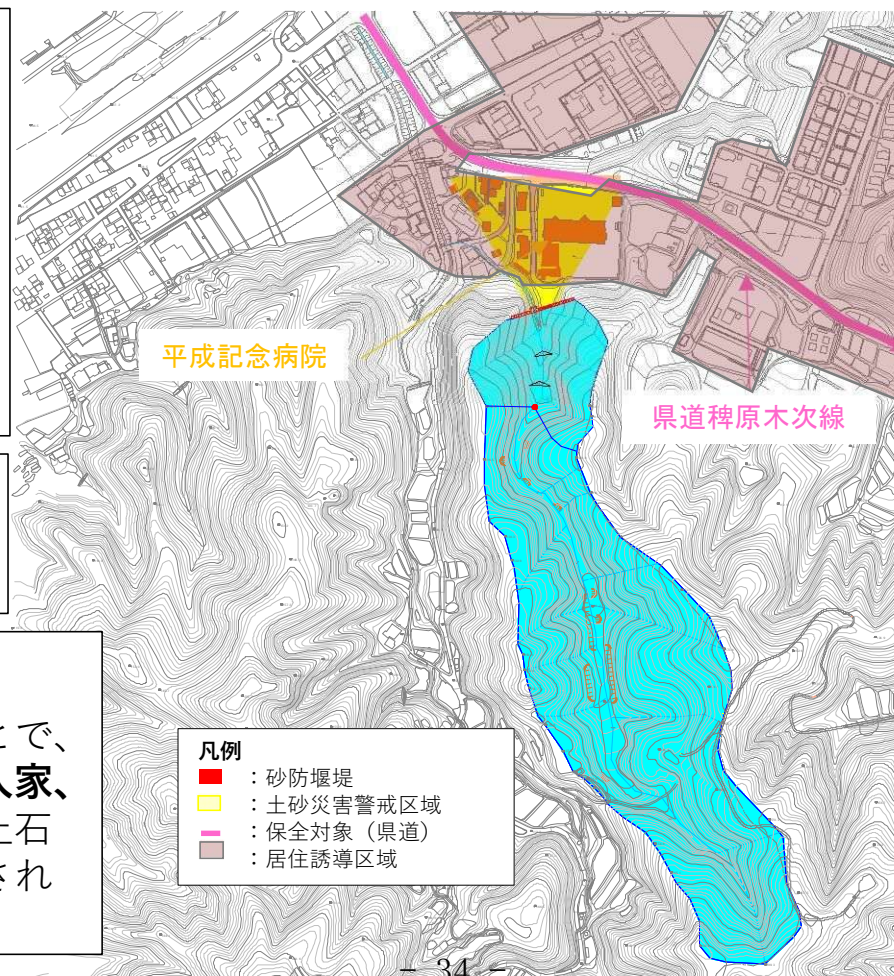 平成記念病院
県道稗原木次線
とで、
人家、
土石
され
凡例
：砂防堰堤
：土砂災害警戒区域
：保全対象（県道）
：居住誘導区域
- 34 -